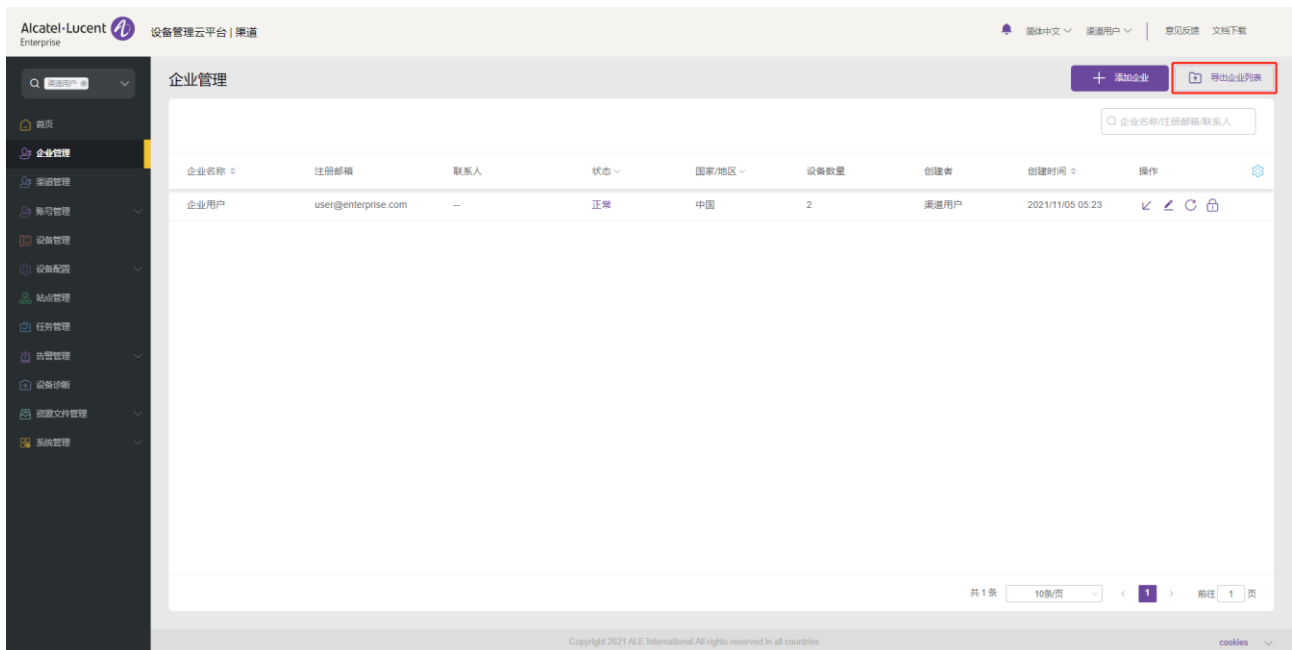 Alcatel·Lucent
Enterprise
设备管理云平台 | 渠道
简体中文
渠道用户
意见反馈
文档下载
渠道用户
企业管理
添加企业
导出企业列表
首页
企业管理
渠道管理
账号管理
设备管理
设备配置
站点管理
任务管理
告警管理
设备诊断
资源文件管理
系统管理
企业名称/注册邮箱/联系人
企业名称 注册邮箱 联系人 状态 国家/地区 设备数量 创建者 创建时间 操作
企业用户 user@enterprise.com -- 正常 中国 2 渠道用户 2021/11/05 05:23
共 1 条 10条/页 < 1 > 前往 1 页
Copyright 2021 ALE International.All rights reserved in all countries
cookies